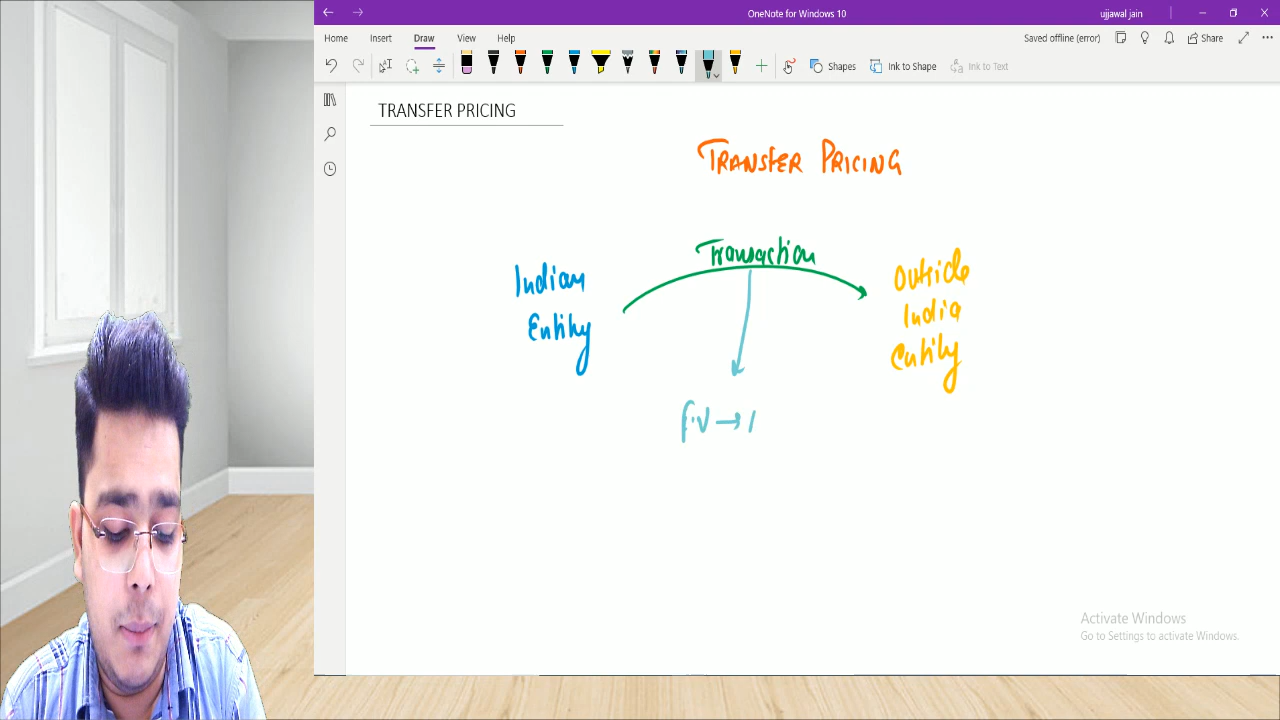 OneNote for Windows 10
ujjawal jain
Home Insert Draw View Help
Saved offline (error)
Share
Shapes
Ink to Shape
Ink to Text
TRANSFER PRICING
TRANSFER PRICING
Transaction
Indian
Entity
Outside
India
Entity
F.V → 1
Activate Windows
Go to Settings to activate Windows.